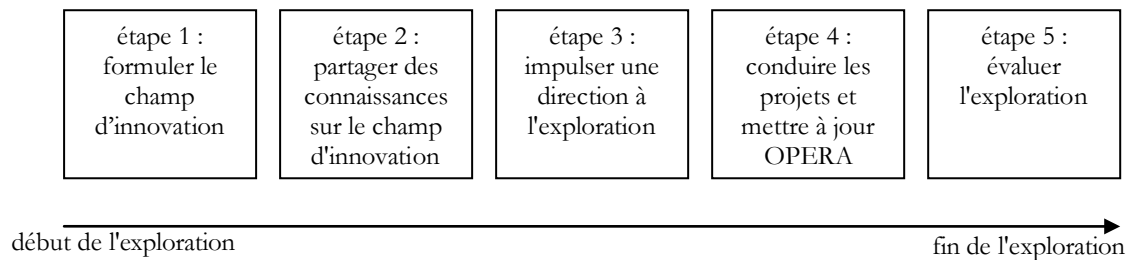 étape 1 :
formuler le
champ
d’innovation
étape 2 :
partager des
connaissances
sur le champ
d'innovation
étape 3 :
impulser une
direction à
l'exploration
étape 4 :
conduire les
projets et
mettre à jour
OPERA
étape 5 :
évaluer
l'exploration
début de l'exploration
fin de l'exploration